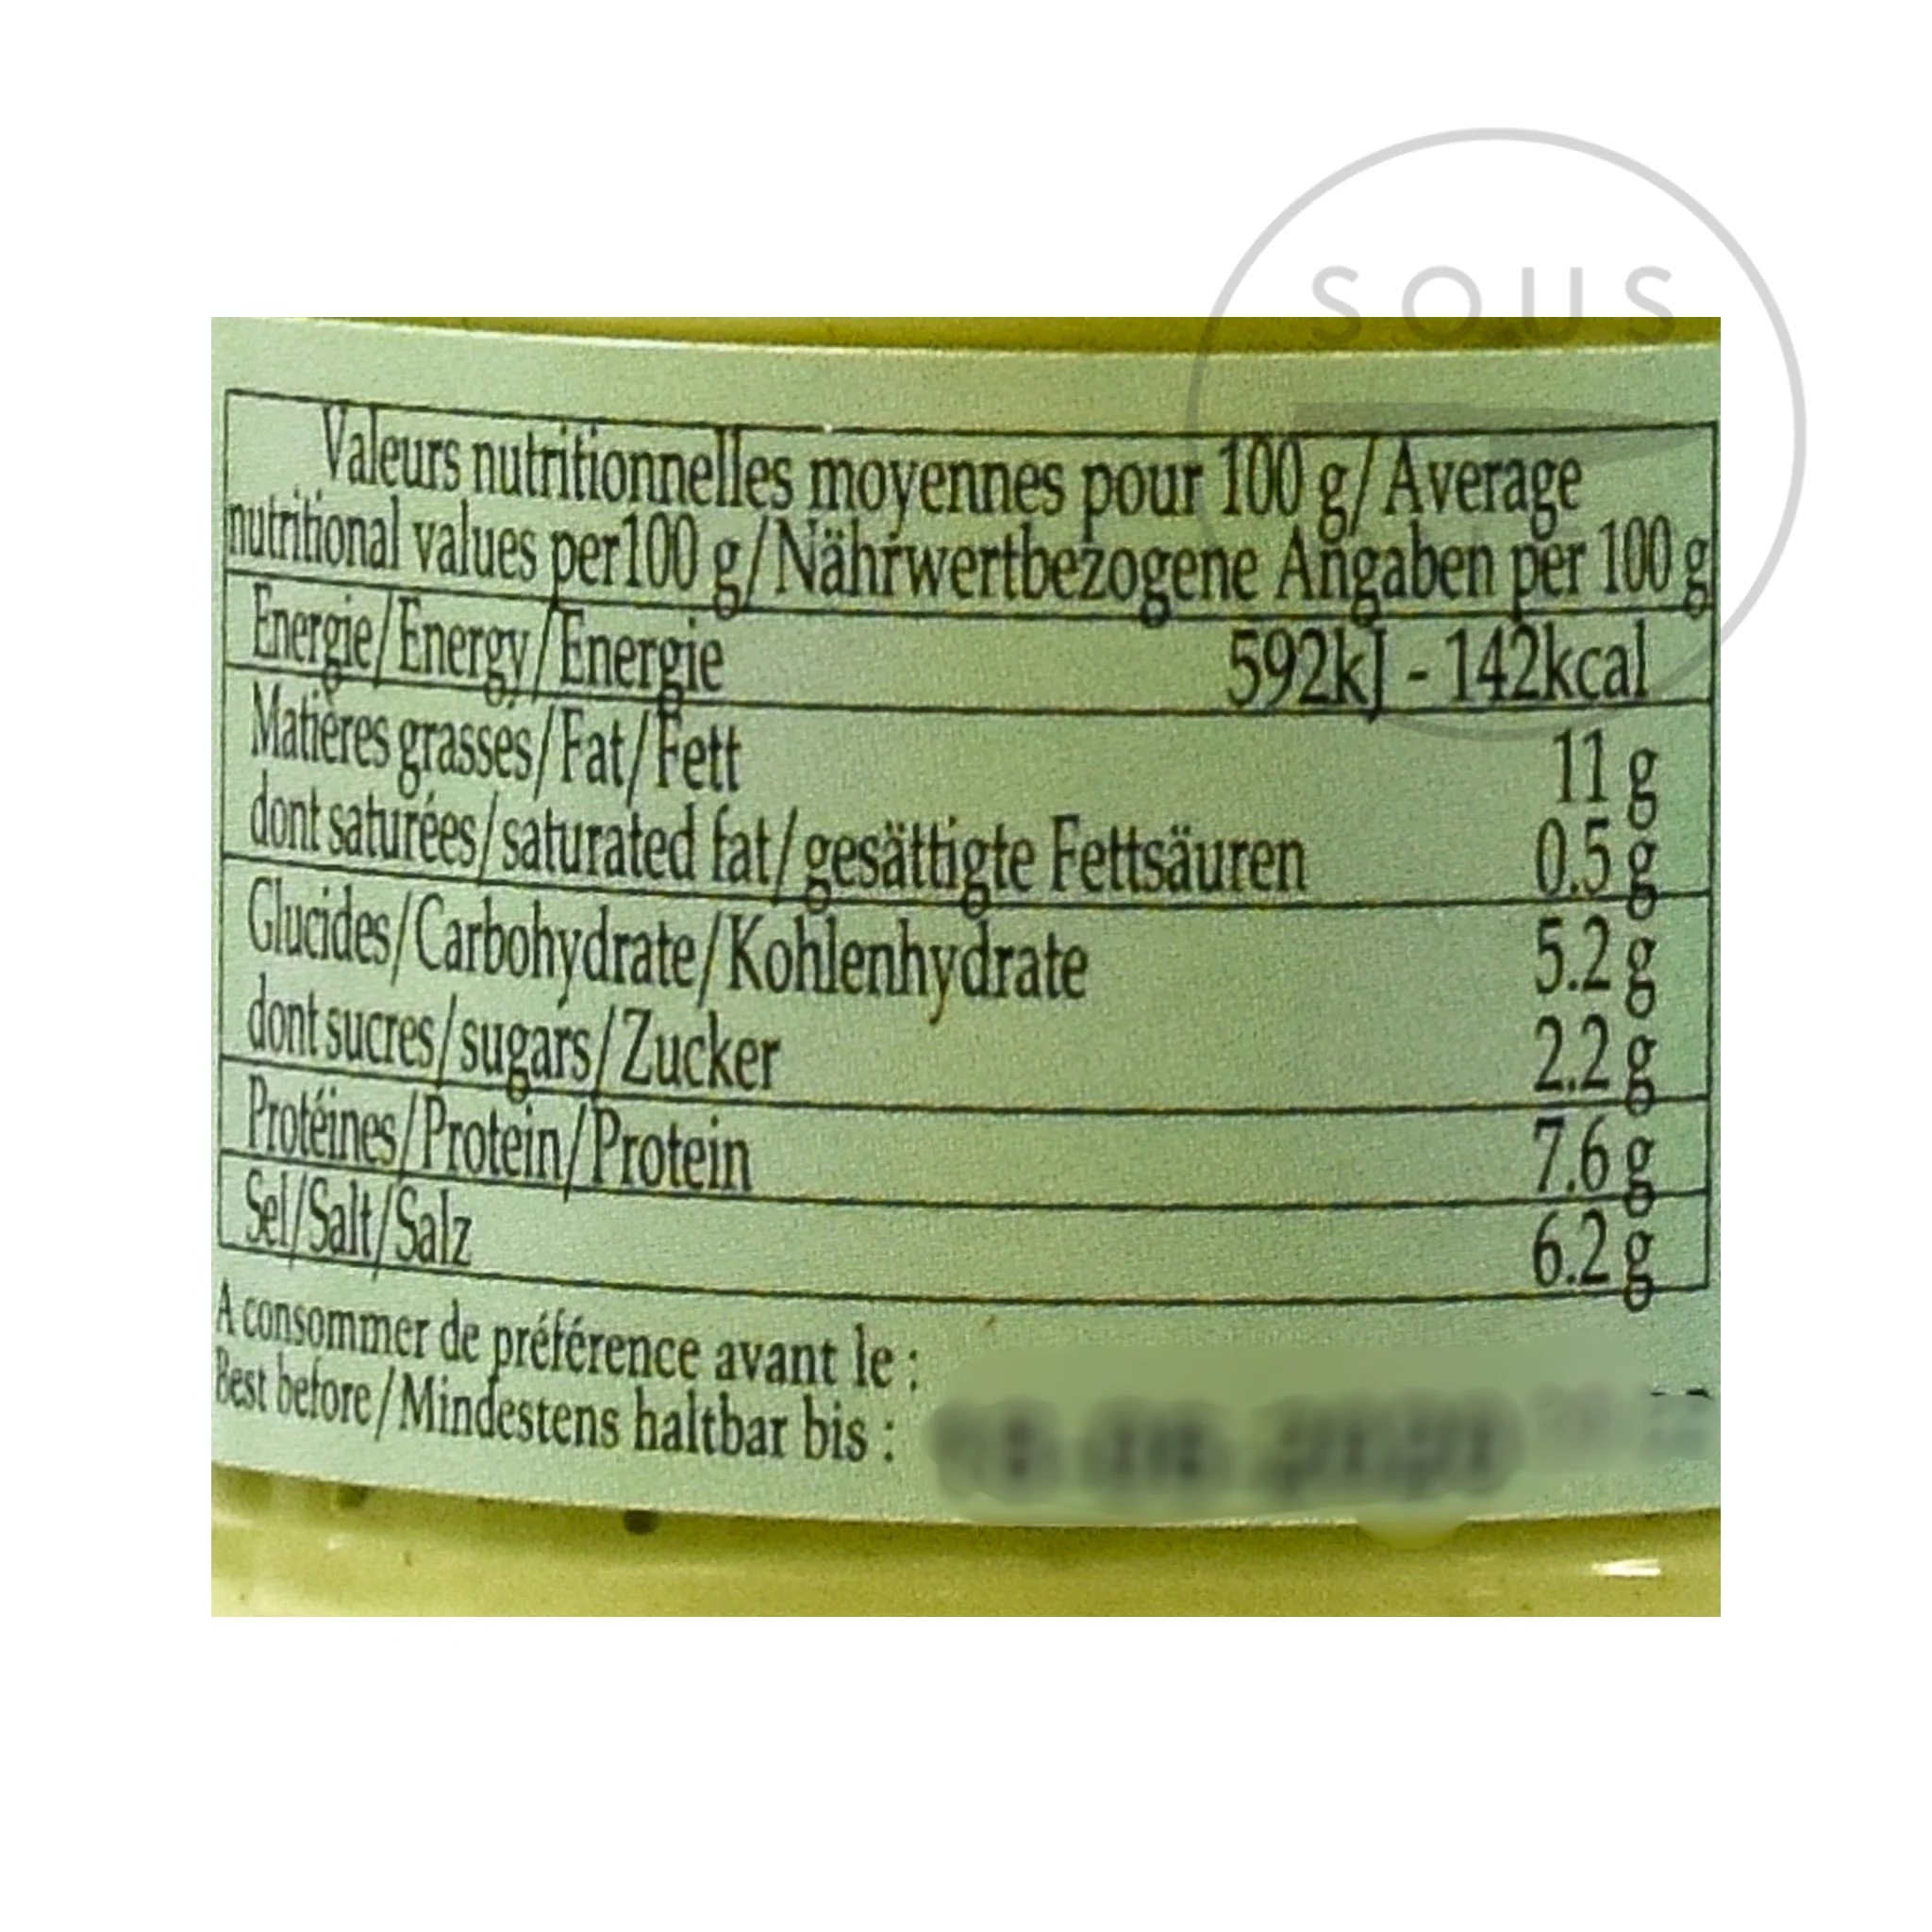 SOUS
Valeurs nutritionnelles moyennes pour 100 g/Average
nutritional values per100 g/Nährwertbezogene Angaben per 100 g
Energie/Energy/Energie 592kJ - 142kcal
Matières grasses/Fat/Fett 11 g
dont saturées/saturated fat/gesättigte Fettsäuren 0.5 g
Glucides/Carbohydrate/Kohlenhydrate 5.2 g
dont sucres/sugars/Zucker 2.2 g
Protéines/Protein/Protein 7.6 g
Sel/Salt/Salz 6.2 g
A consommer de préférence avant le :
Best before/Mindestens haltbar bis :